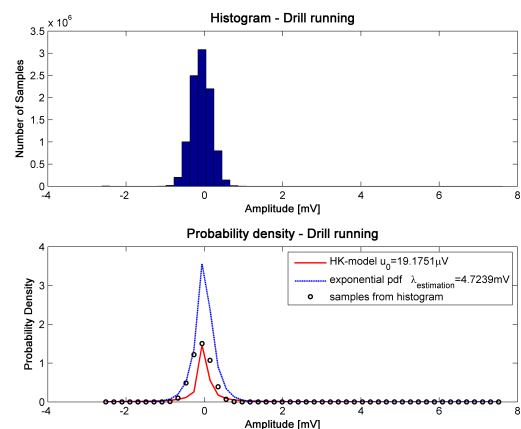 Histogram - Drill running
x 10^6
3.5
3
2.5
2
1.5
1
0.5
0
Number of Samples
-4 -2 0 2 4 6 8
Amplitude [mV]
Probability density - Drill running
4
3
2
1
0
Probability Density
HK-model u_0=19.1751μV
exponential pdf λ_estimation=4.7239mV
samples from histogram
-4 -2 0 2 4 6 8
Amplitude [mV]